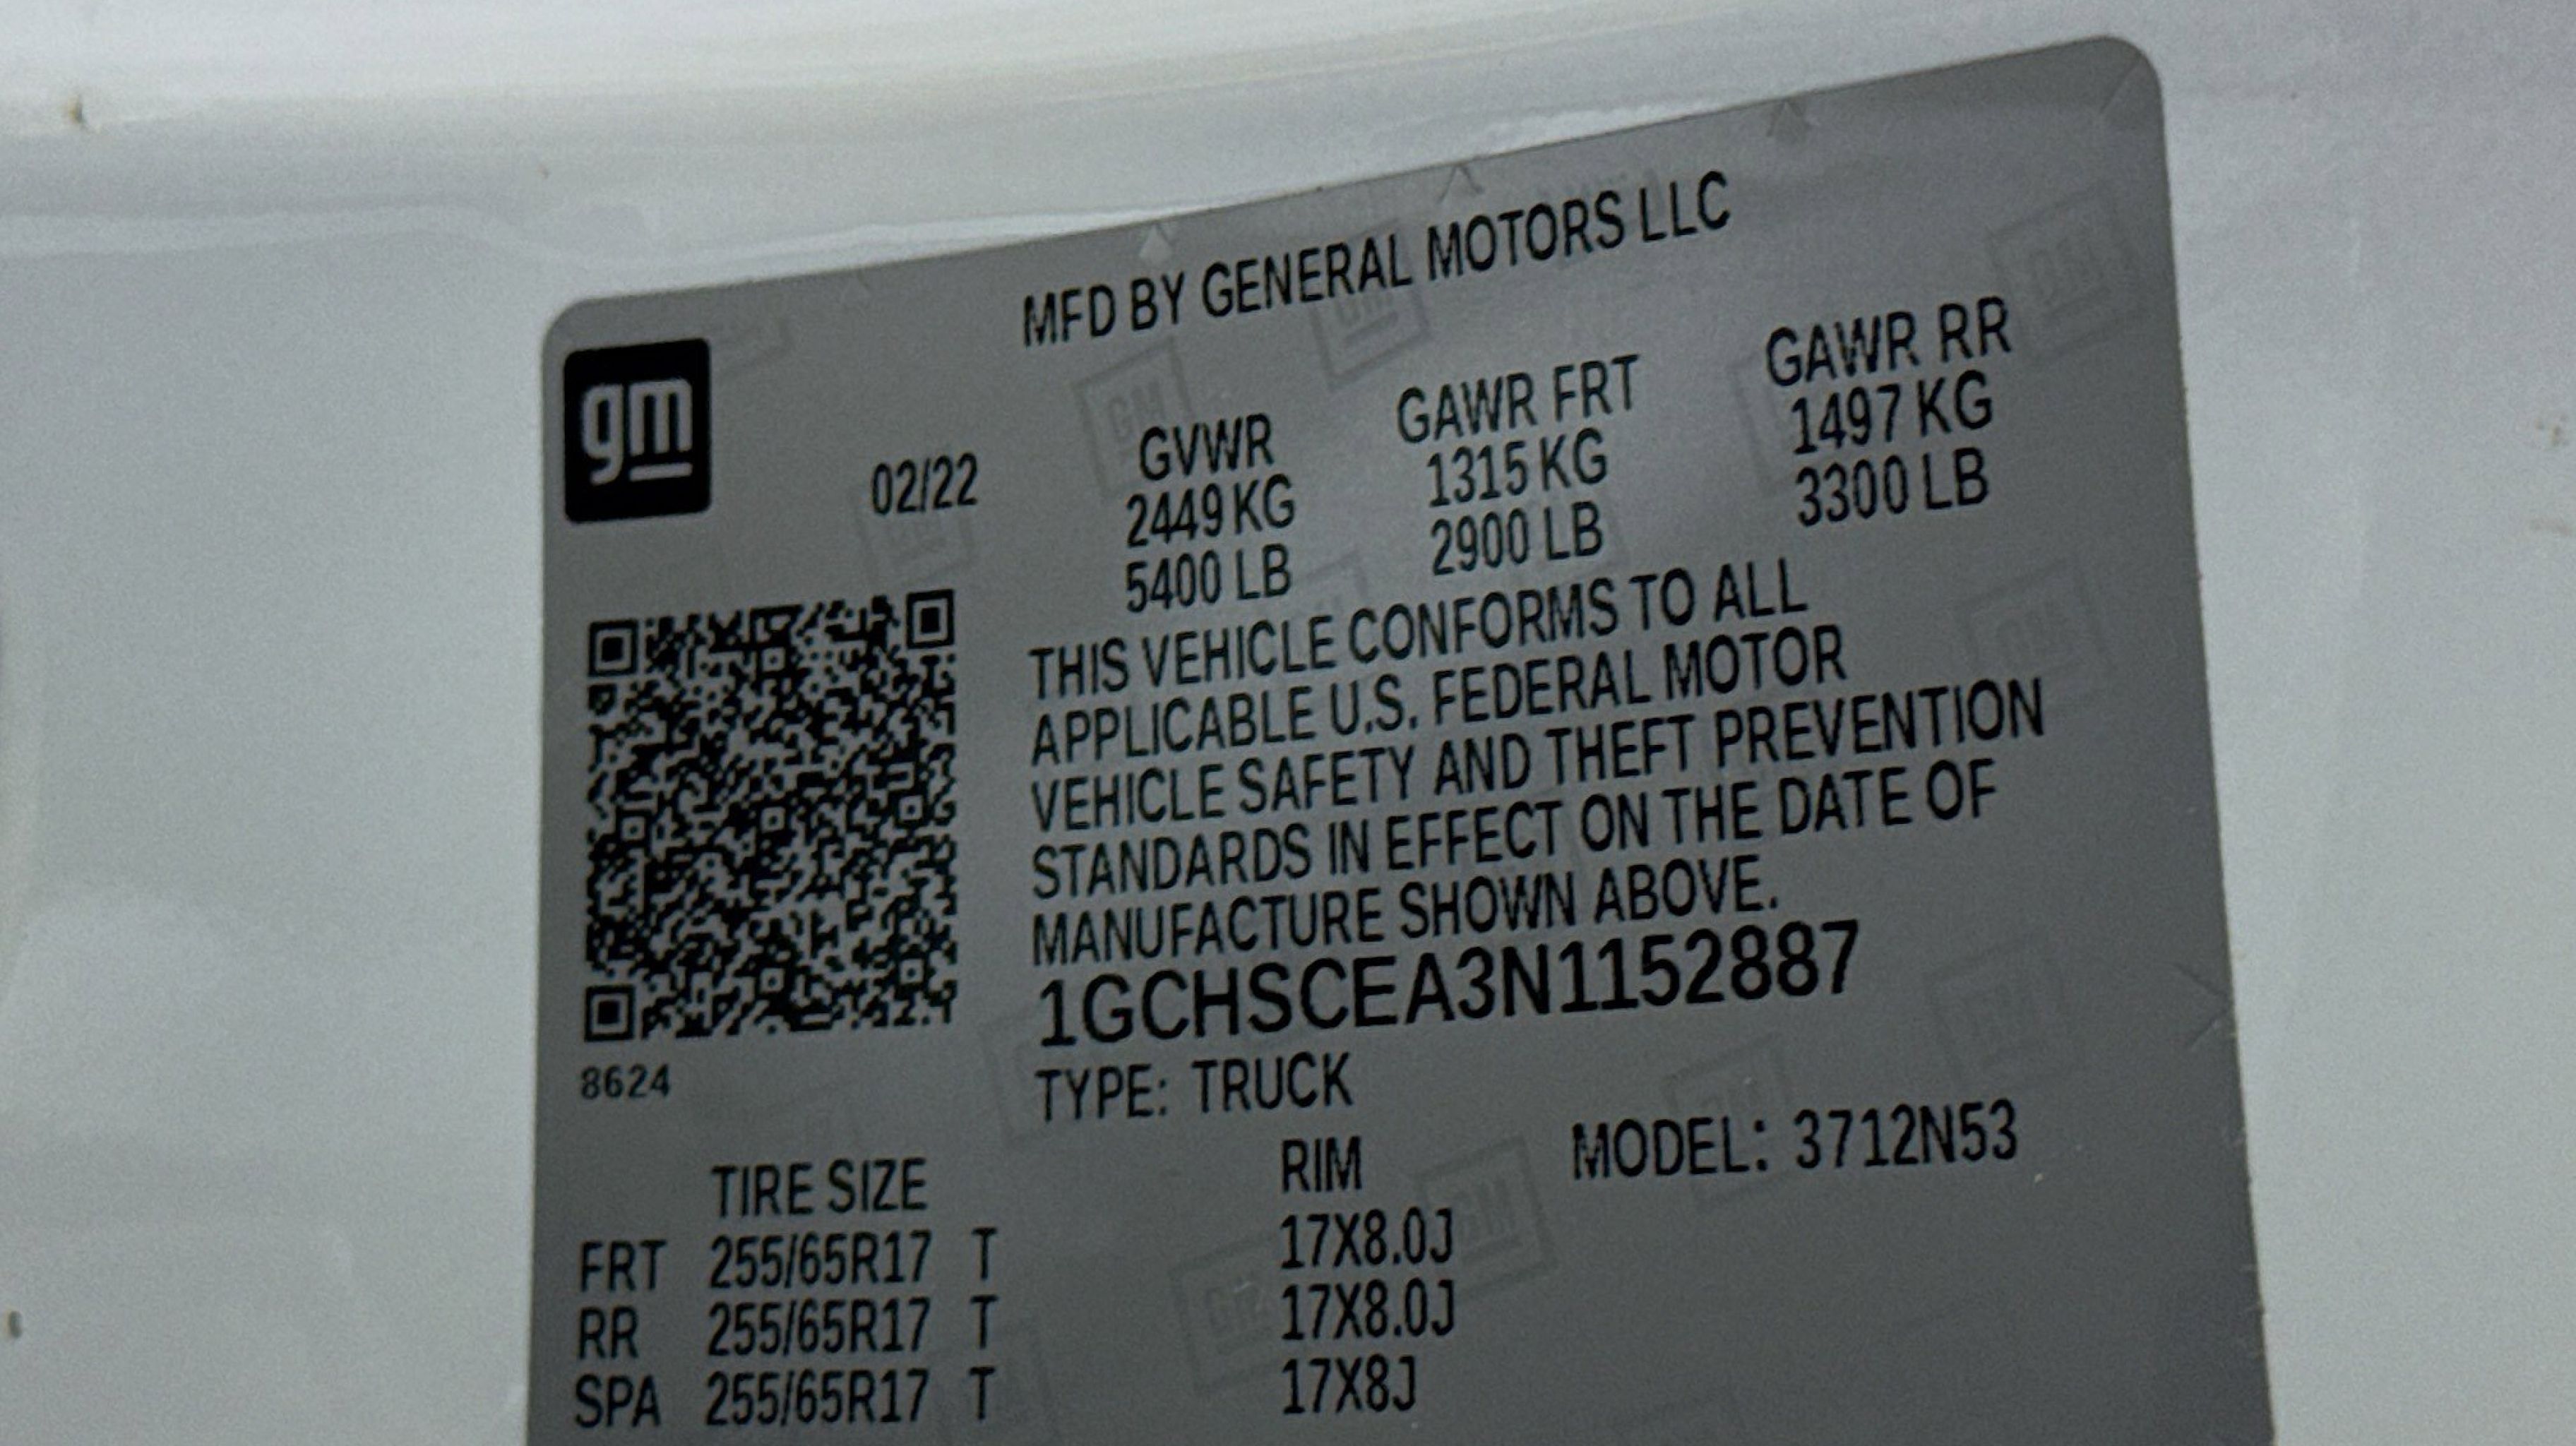 MFD BY GENERAL MOTORS LLC
gm
02/22
GVWR GAWR FRT GAWR RR
2449 KG 1315 KG 1497 KG
5400 LB 2900 LB 3300 LB
THIS VEHICLE CONFORMS TO ALL
APPLICABLE U.S. FEDERAL MOTOR
VEHICLE SAFETY AND THEFT PREVENTION
STANDARDS IN EFFECT ON THE DATE OF
MANUFACTURE SHOWN ABOVE.
1GCHSCEA3N1152887
8624
TYPE: TRUCK
MODEL: 3712N53
TIRE SIZE RIM
FRT 255/65R17 T 17X8.0J
RR 255/65R17 T 17X8.0J
SPA 255/65R17 T 17X8J